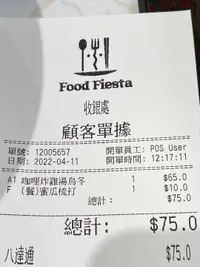 Food Fiesta
收銀處
顧客單據
單號: 12005657 開單員工: POS User
日期: 2022-04-11 開單時間: 12:17:11
A1 咖哩炸雞湯烏冬 1 $65.0
F (餐)蜜瓜梳打 1 $10.0
總計: $75.0
總計: $75.0
八達通 $75.0